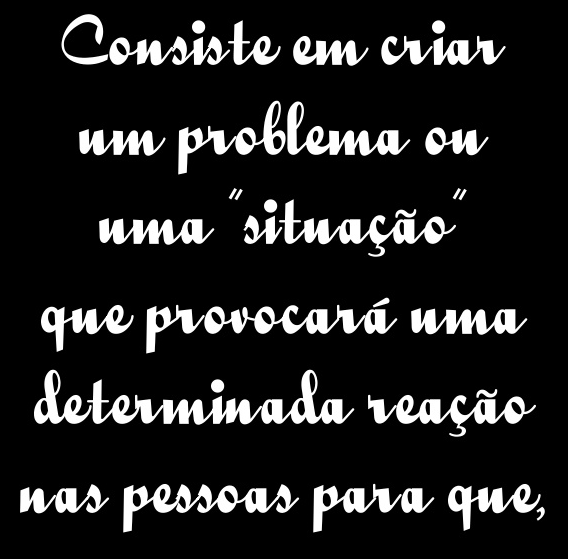 Consiste em criar
um problema ou
uma "situação"
que provocará uma
determinada reação
nas pessoas para que,